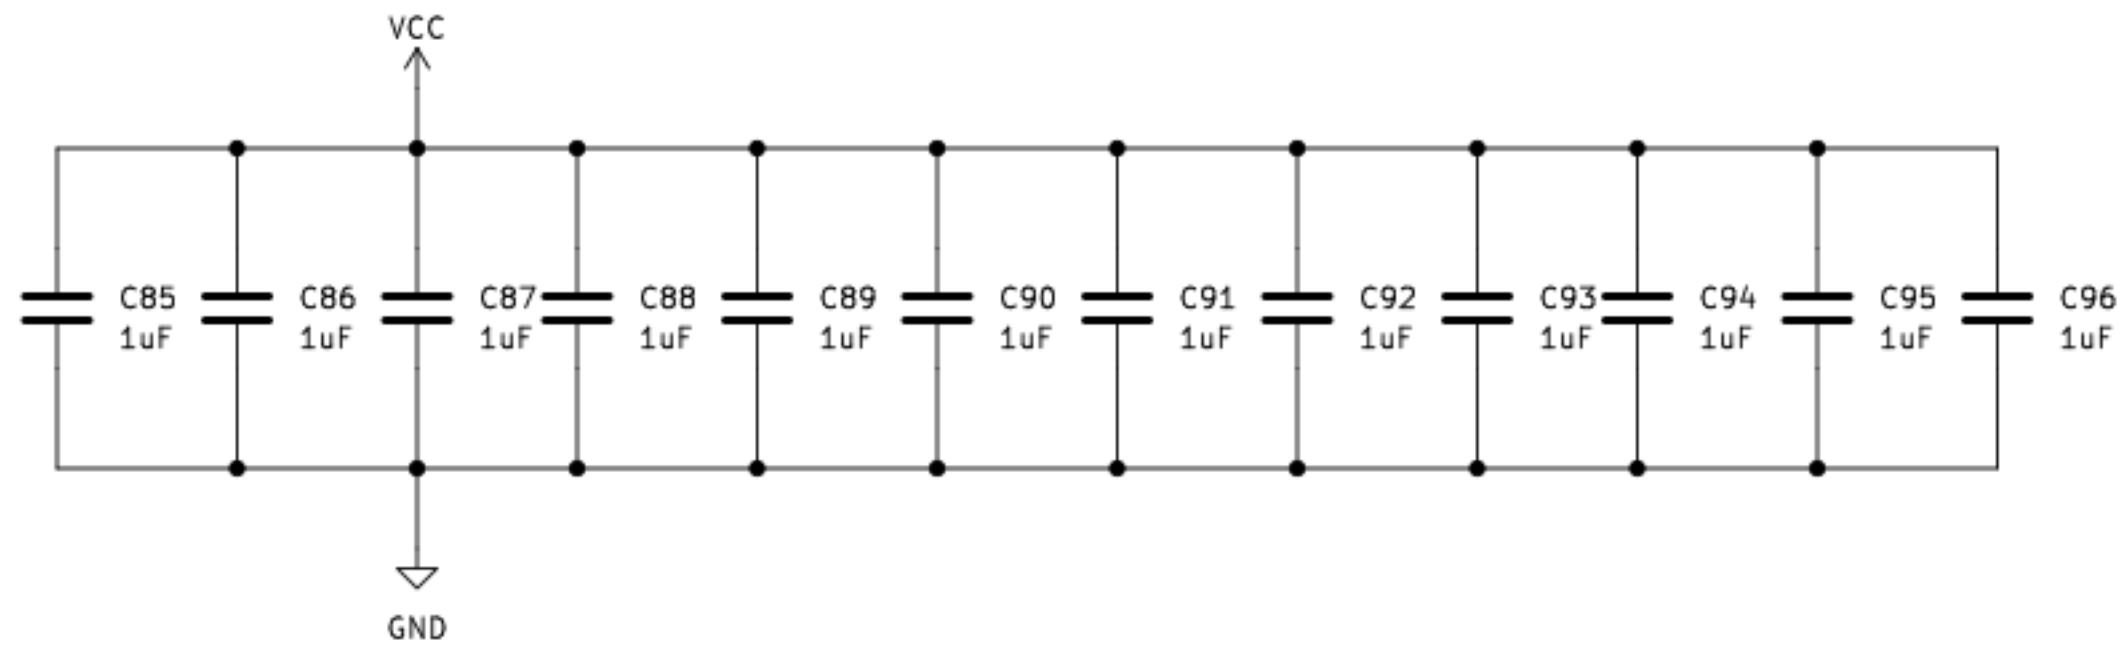 VCC
C85
1uF
C86
1uF
C87
1uF
C88
1uF
C89
1uF
C90
1uF
C91
1uF
C92
1uF
C93
1uF
C94
1uF
C95
1uF
C96
1uF
GND